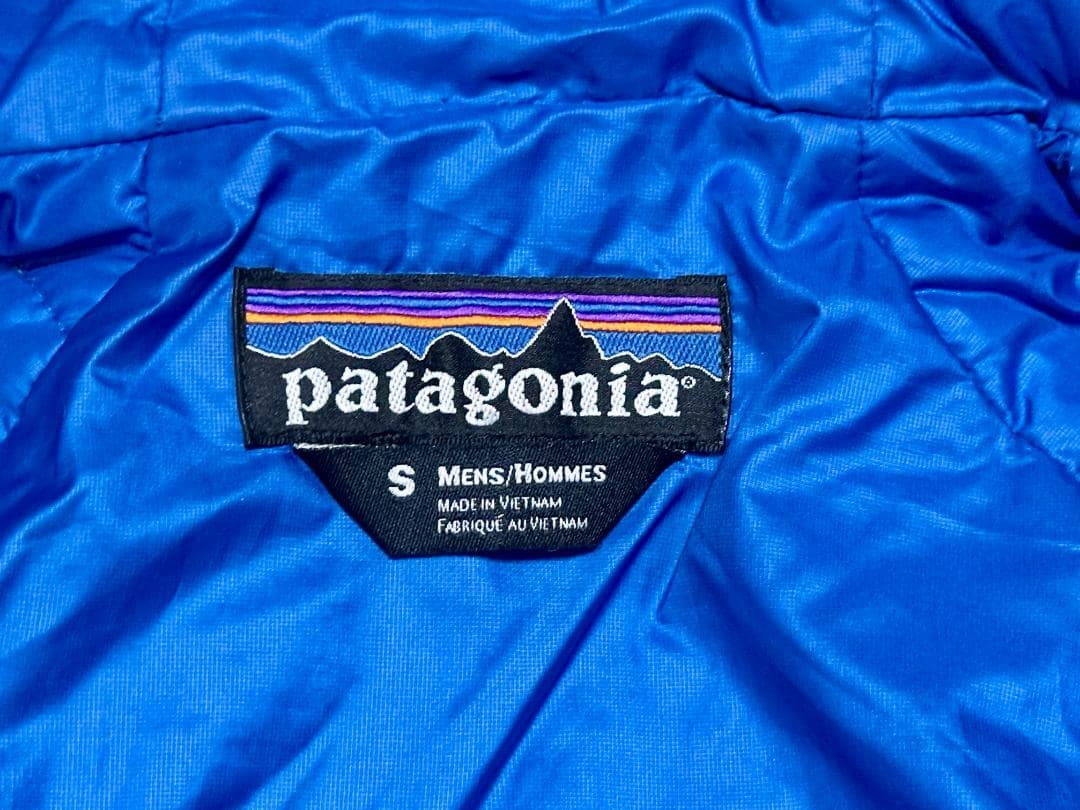 patagonia®
S MENS/HOMMES
MADE IN VIETNAM
FABRIQUÉ AU VIETNAM